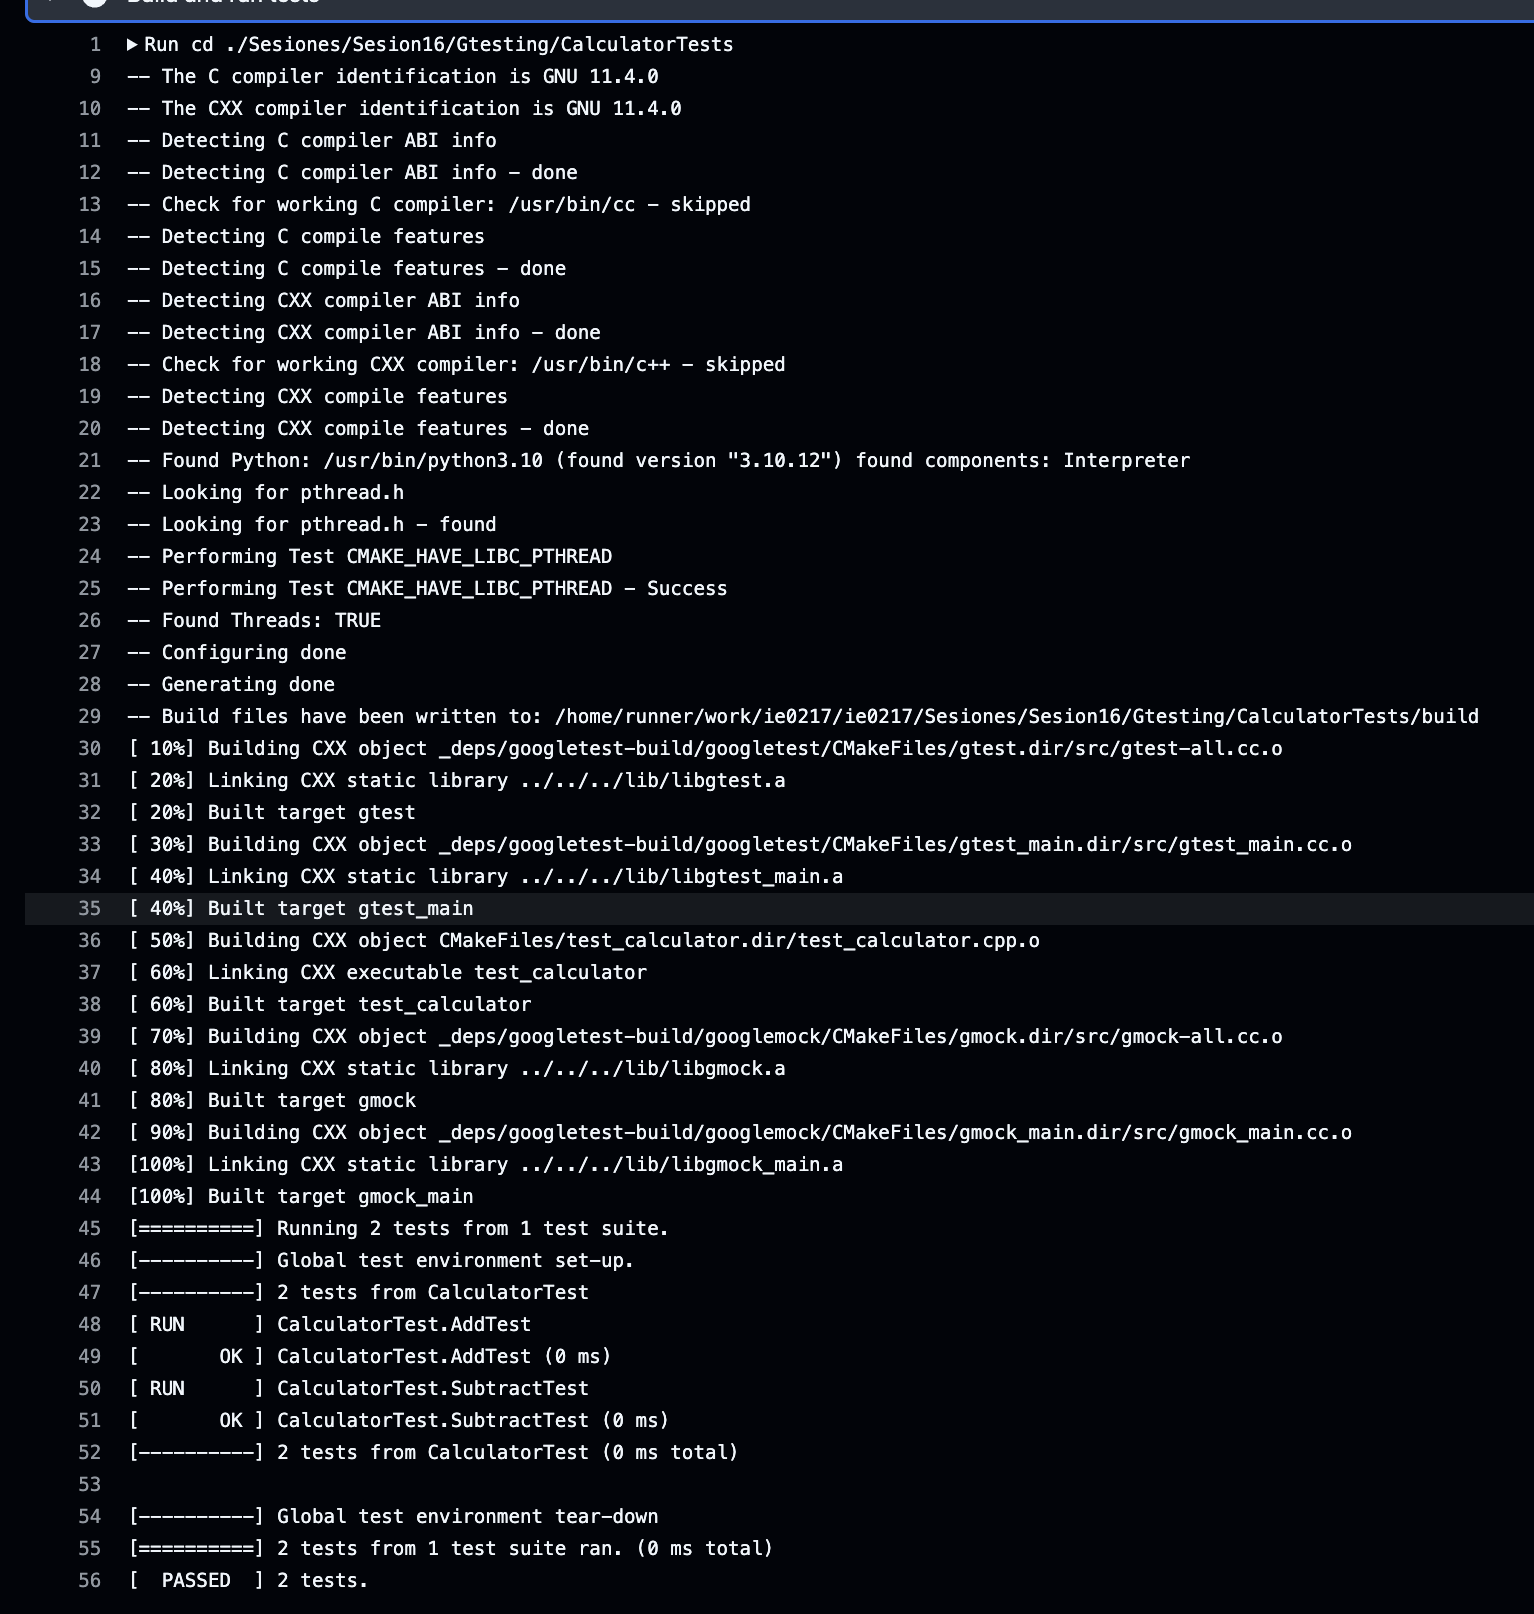 Build and run tests
1 Run cd ./Sesiones/Sesion16/Gtesting/CalculatorTests
9 -- The C compiler identification is GNU 11.4.0
10 -- The CXX compiler identification is GNU 11.4.0
11 -- Detecting C compiler ABI info
12 -- Detecting C compiler ABI info - done
13 -- Check for working C compiler: /usr/bin/cc - skipped
14 -- Detecting C compile features
15 -- Detecting C compile features - done
16 -- Detecting CXX compiler ABI info
17 -- Detecting CXX compiler ABI info - done
18 -- Check for working CXX compiler: /usr/bin/c++ - skipped
19 -- Detecting CXX compile features
20 -- Detecting CXX compile features - done
21 -- Found Python: /usr/bin/python3.10 (found version "3.10.12") found components: Interpreter
22 -- Looking for pthread.h
23 -- Looking for pthread.h - found
24 -- Performing Test CMAKE_HAVE_LIBC_PTHREAD
25 -- Performing Test CMAKE_HAVE_LIBC_PTHREAD - Success
26 -- Found Threads: TRUE
27 -- Configuring done
28 -- Generating done
29 -- Build files have been written to: /home/runner/work/ie0217/ie0217/Sesiones/Sesion16/Gtesting/CalculatorTests/build
30 [ 10%] Building CXX object _deps/googletest-build/googletest/CMakeFiles/gtest.dir/src/gtest-all.cc.o
31 [ 20%] Linking CXX static library ../../../lib/libgtest.a
32 [ 20%] Built target gtest
33 [ 30%] Building CXX object _deps/googletest-build/googletest/CMakeFiles/gtest_main.dir/src/gtest_main.cc.o
34 [ 40%] Linking CXX static library ../../../lib/libgtest_main.a
35 [ 40%] Built target gtest_main
36 [ 50%] Building CXX object CMakeFiles/test_calculator.dir/test_calculator.cpp.o
37 [ 60%] Linking CXX executable test_calculator
38 [ 60%] Built target test_calculator
39 [ 70%] Building CXX object _deps/googletest-build/googlemock/CMakeFiles/gmock.dir/src/gmock-all.cc.o
40 [ 80%] Linking CXX static library ../../../lib/libgmock.a
41 [ 80%] Built target gmock
42 [ 90%] Building CXX object _deps/googletest-build/googlemock/CMakeFiles/gmock_main.dir/src/gmock_main.cc.o
43 [100%] Linking CXX static library ../../../lib/libgmock_main.a
44 [100%] Built target gmock_main
45 [==========] Running 2 tests from 1 test suite.
46 [----------] Global test environment set-up.
47 [----------] 2 tests from CalculatorTest
48 [ RUN      ] CalculatorTest.AddTest
49 [       OK ] CalculatorTest.AddTest (0 ms)
50 [ RUN      ] CalculatorTest.SubtractTest
51 [       OK ] CalculatorTest.SubtractTest (0 ms)
52 [----------] 2 tests from CalculatorTest (0 ms total)
53
54 [----------] Global test environment tear-down
55 [==========] 2 tests from 1 test suite ran. (0 ms total)
56 [  PASSED  ] 2 tests.